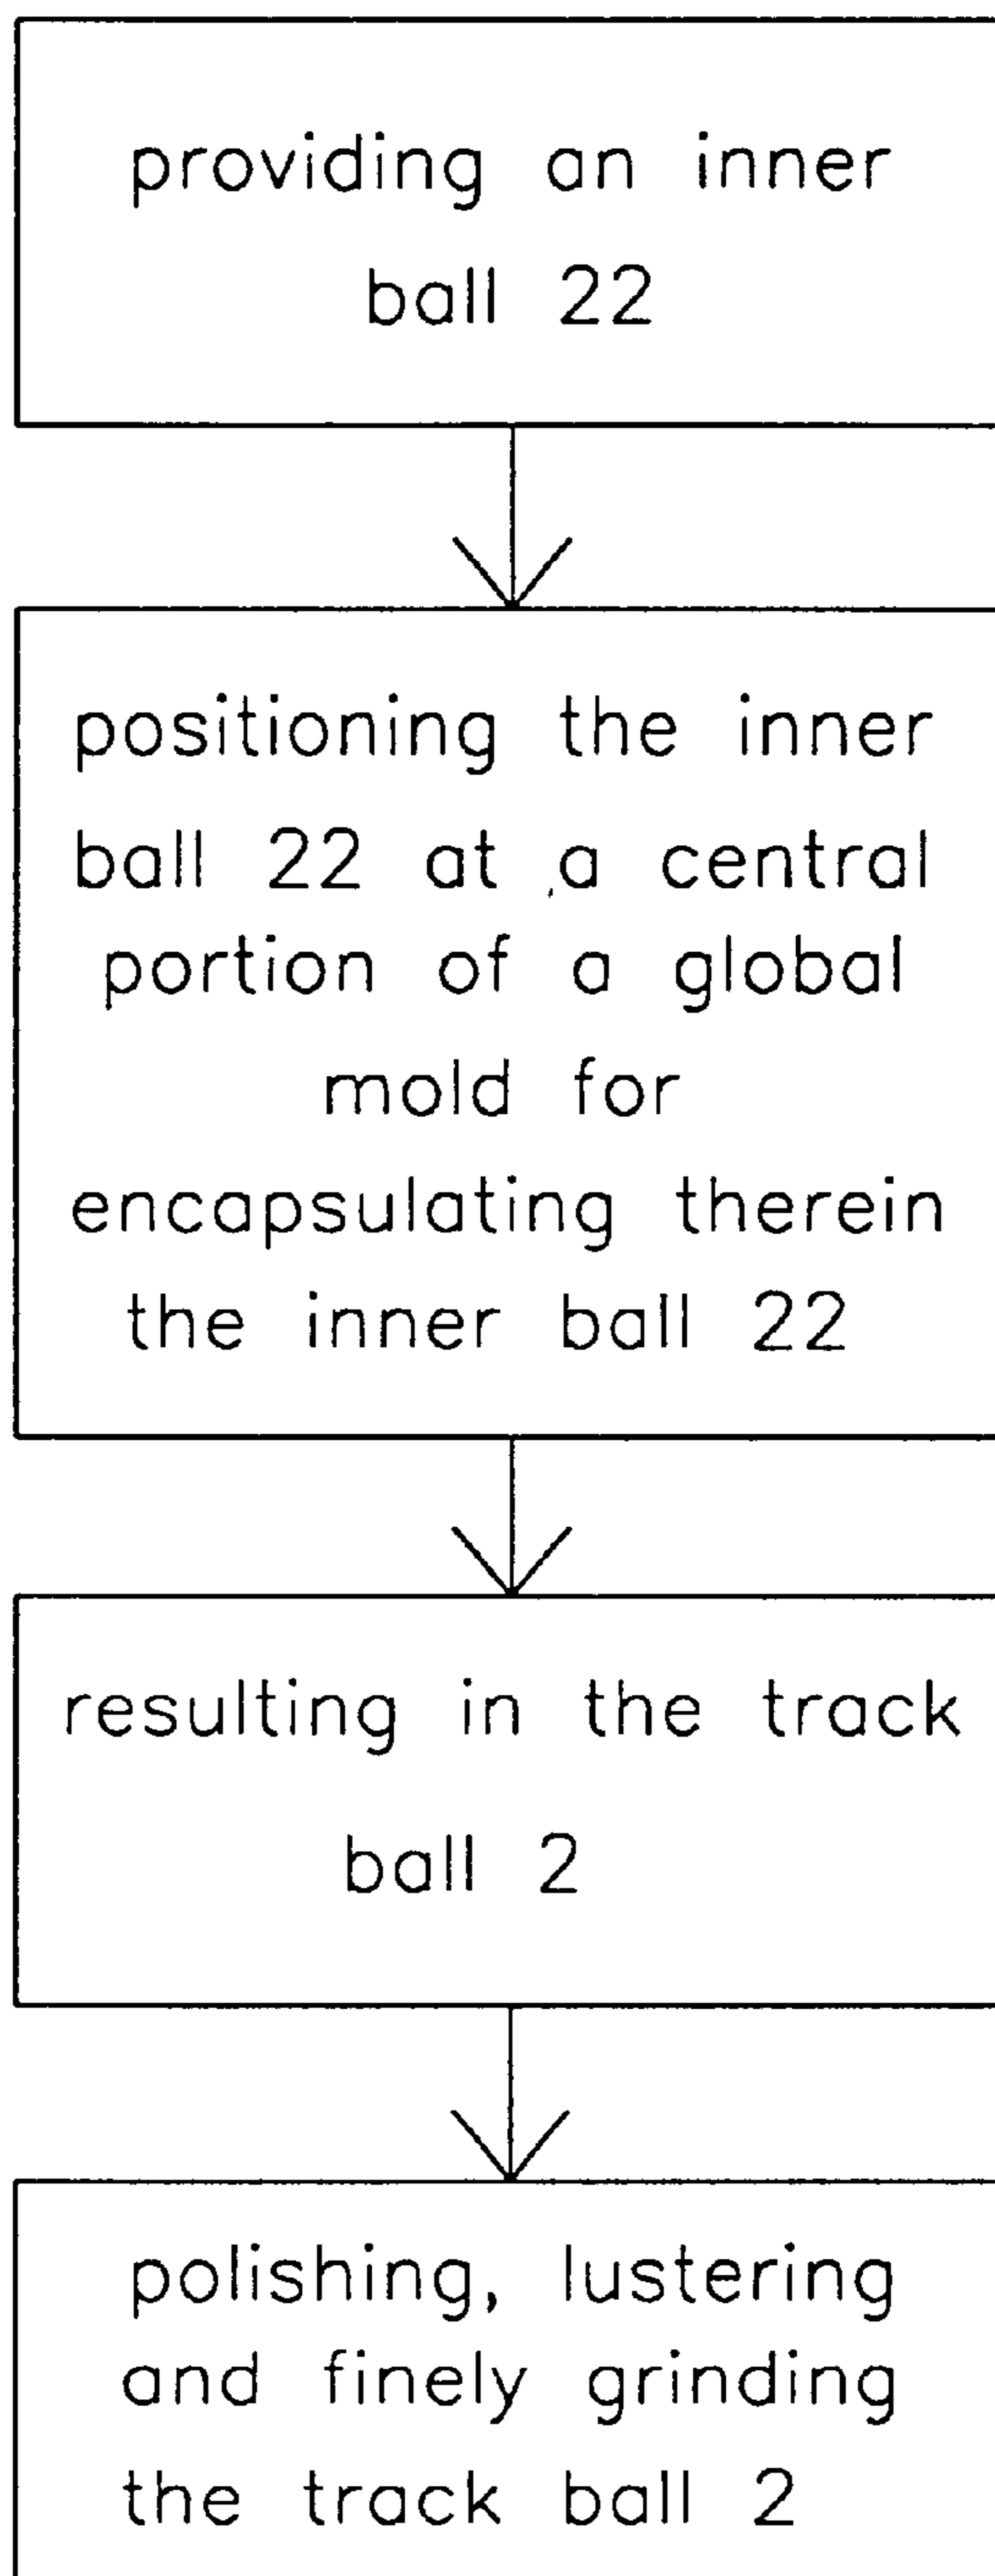 providing an inner
ball 22
positioning the inner
ball 22 at a central
portion of a global
mold for
encapsulating therein
the inner ball 22
resulting in the track
ball 2
polishing, lustering
and finely grinding
the track ball 2